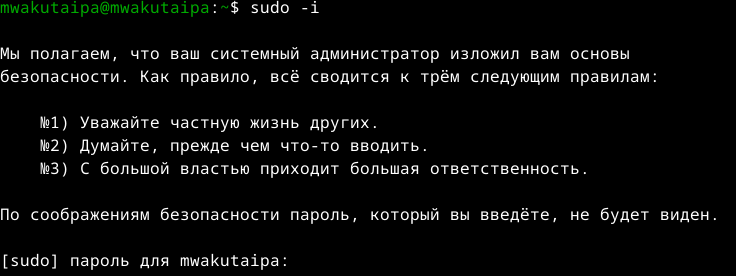 mwakutaipa@mwakutaipa:~$ sudo -i
Мы полагаем, что ваш системный администратор изложил вам основы
безопасности. Как правило, всё сводится к трём следующим правилам:
№1) Уважайте частную жизнь других.
№2) Думайте, прежде чем что-то вводить.
№3) С большой властью приходит большая ответственность.
По соображениям безопасности пароль, который вы введёте, не будет виден.
[sudo] пароль для mwakutaipa: